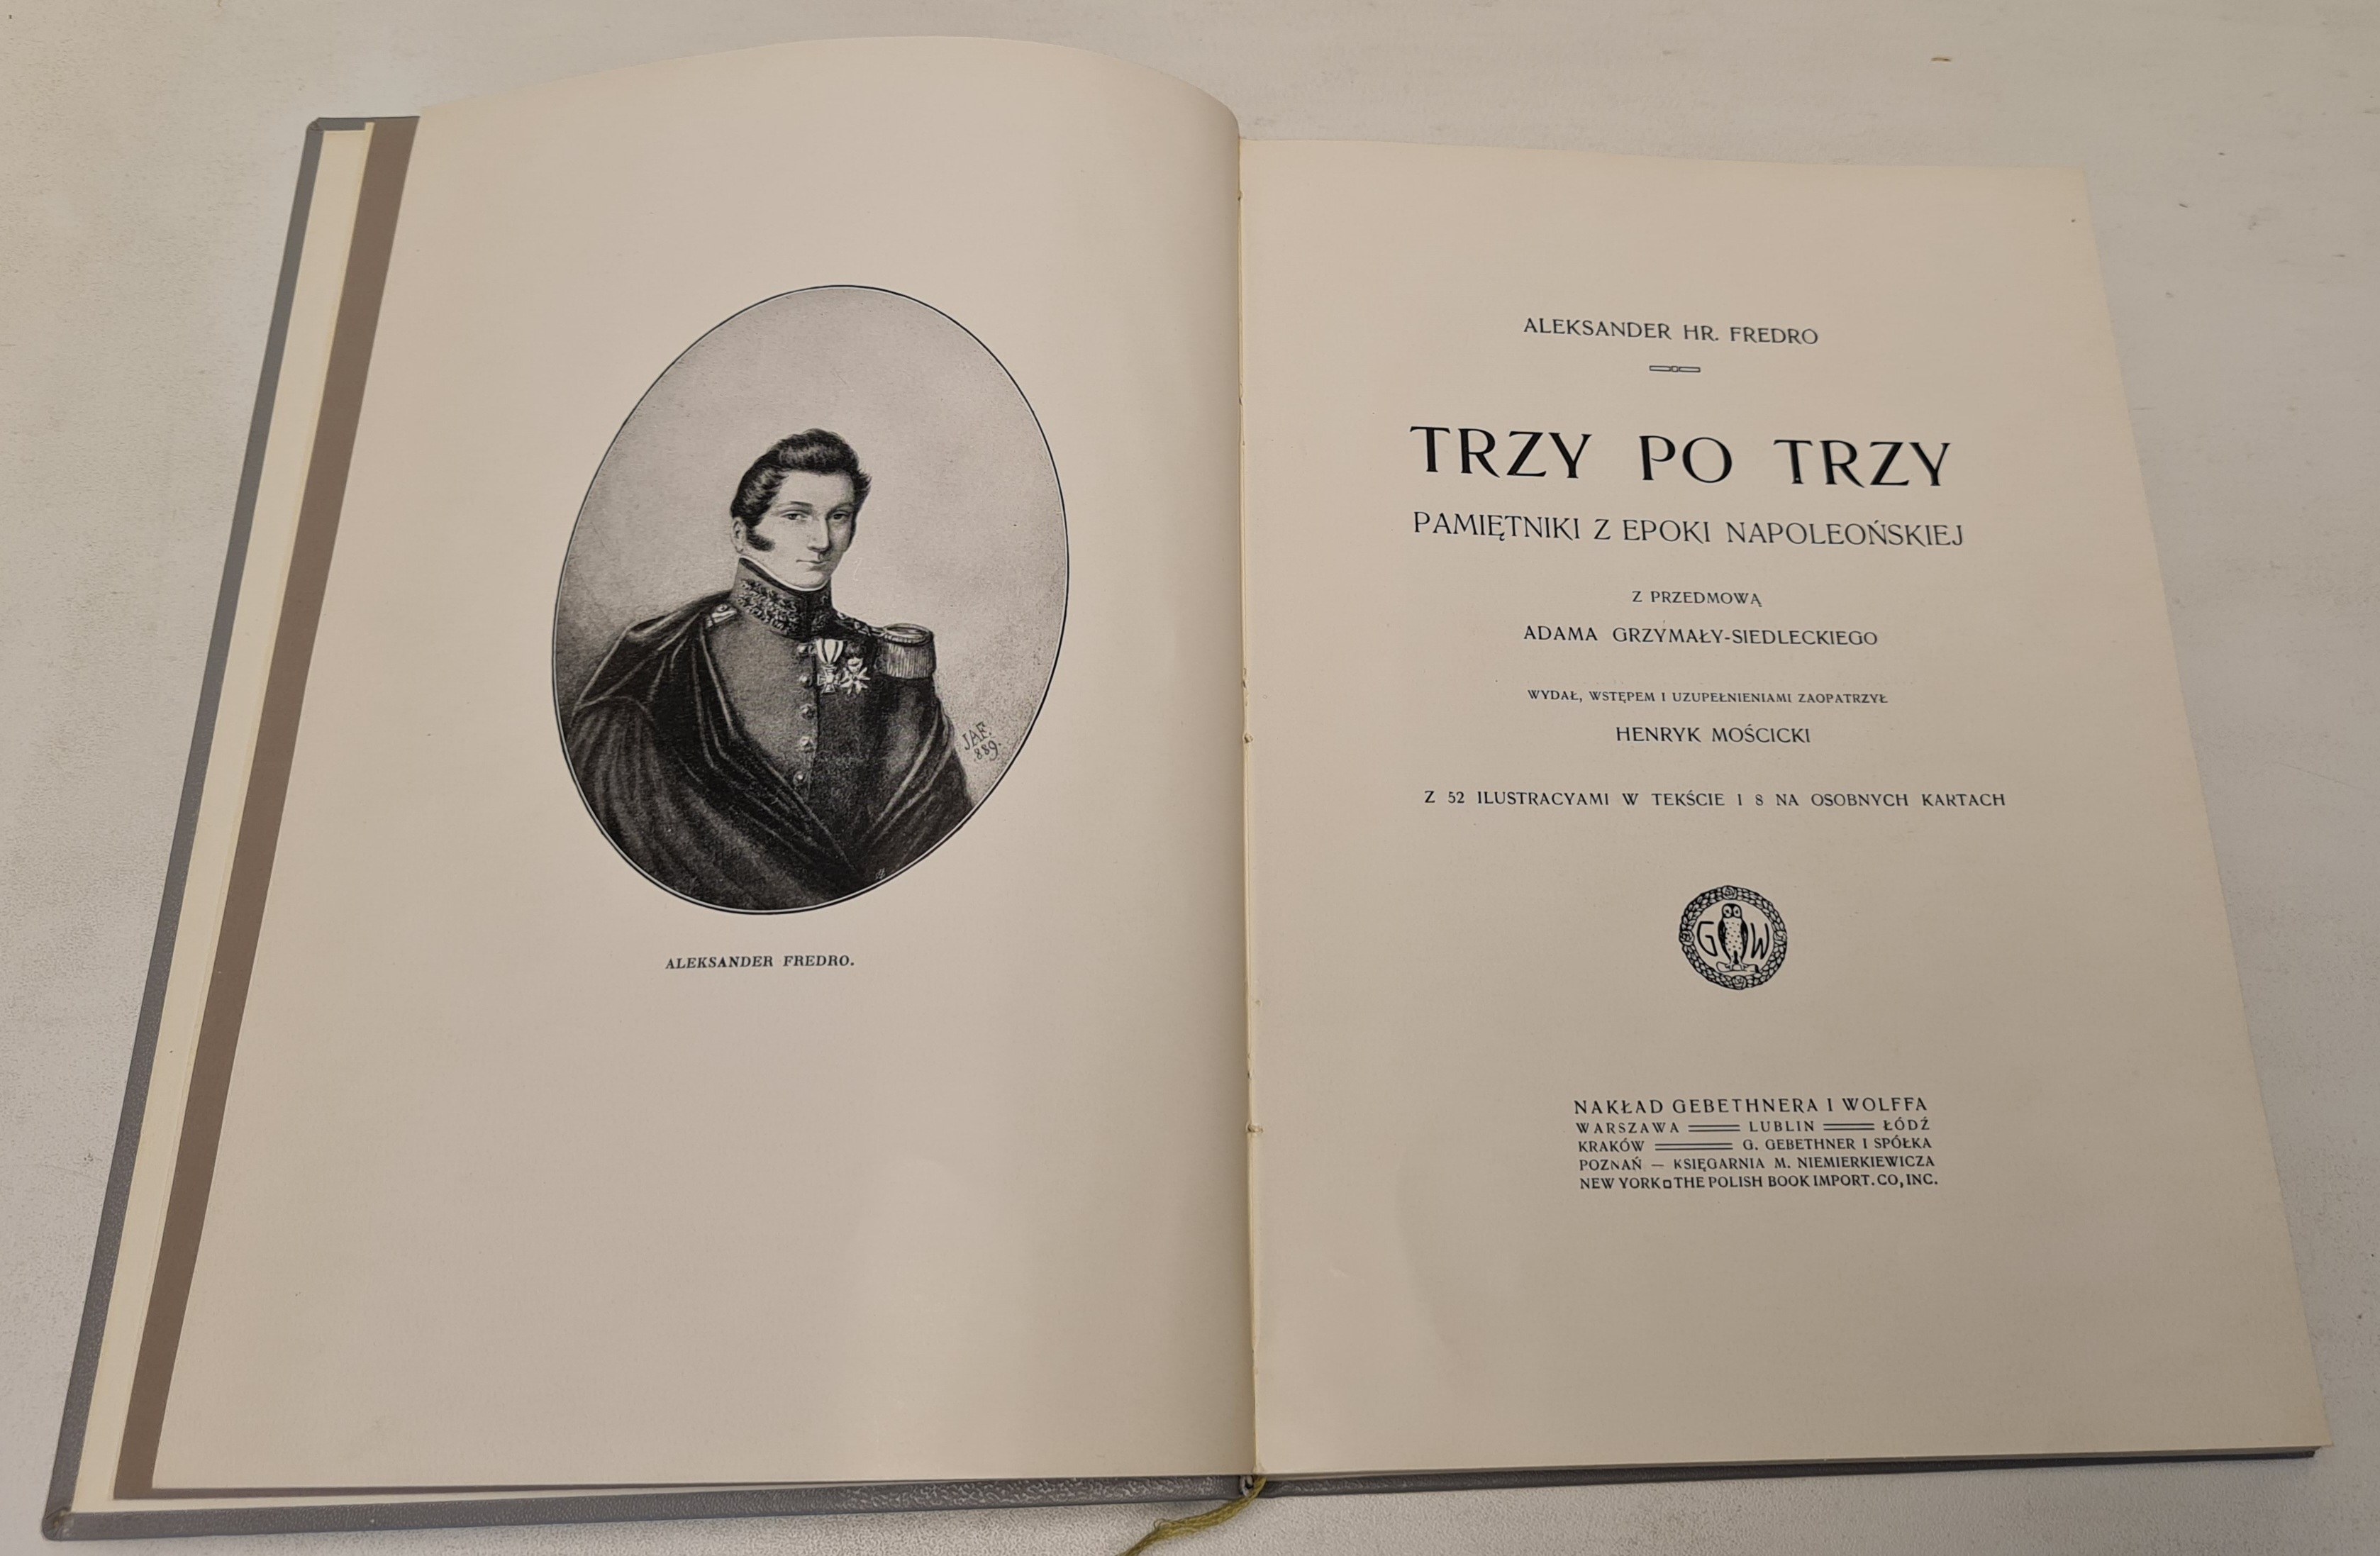 JAF.
889.
ALEKSANDER FREDRO.
ALEKSANDER HR. FREDRO
TRZY PO TRZY
PAMIĘTNIKI Z EPOKI NAPOLEOŃSKIEJ
Z PRZEDMOWĄ
ADAMA GRZYMAŁY-SIEDLECKIEGO
WYDAŁ, WSTĘPEM I UZUPEŁNIENIAMI ZAOPATRZYŁ
HENRYK MOŚCICKI
Z 52 ILUSTRACYAMI W TEKŚCIE I 8 NA OSOBNYCH KARTACH
G W
NAKŁAD GEBETHNERA I WOLFFA
WARSZAWA LUBLIN ŁÓDŹ
KRAKÓW G. GEBETHNER I SPÓŁKA
POZNAŃ — KSIĘGARNIA M. NIEMIERKIEWICZA
NEW YORK THE POLISH BOOK IMPORT. CO, INC.